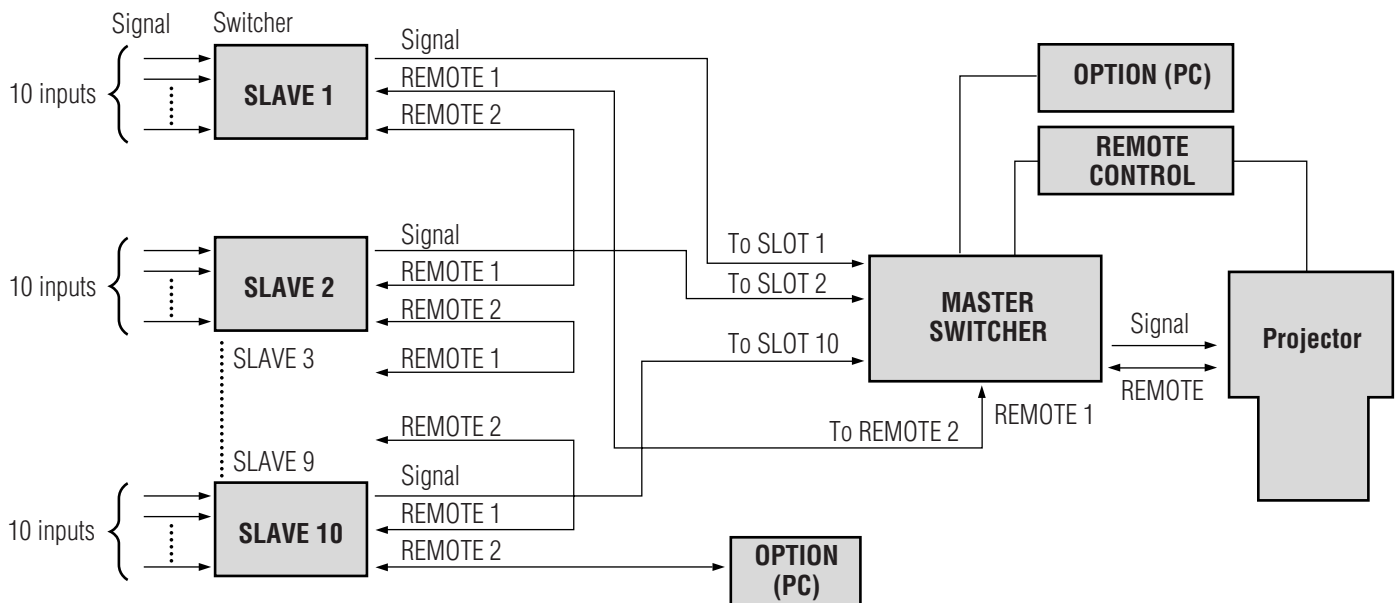 Signal
Switcher
10 inputs
SLAVE 1
Signal
REMOTE 1
REMOTE 2
OPTION (PC)
REMOTE
CONTROL
10 inputs
SLAVE 2
Signal
REMOTE 1
REMOTE 2
SLAVE 3
REMOTE 1
To SLOT 1
To SLOT 2
To SLOT 10
MASTER
SWITCHER
Signal
REMOTE
Projector
REMOTE 2
To REMOTE 2
REMOTE 1
SLAVE 9
10 inputs
SLAVE 10
Signal
REMOTE 1
REMOTE 2
OPTION
(PC)